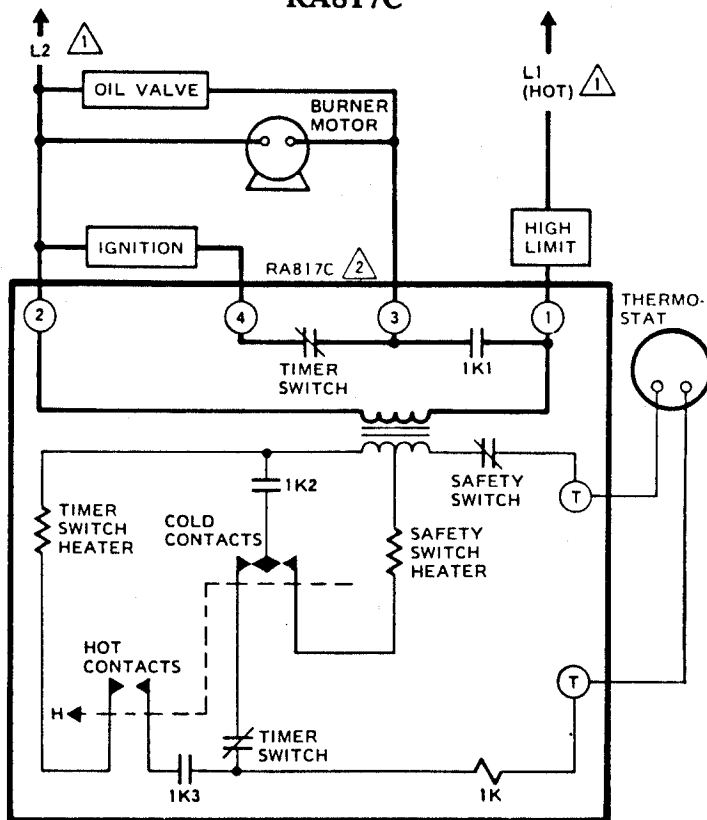 RA817C
L2
1
OIL VALVE
BURNER
MOTOR
L1
(HOT)
1
IGNITION
HIGH
LIMIT
RA817C
2
THERMO-
STAT
2
4
3
1
TIMER
SWITCH
1K1
1K2
SAFETY
SWITCH
T
TIMER
SWITCH
HEATER
COLD
CONTACTS
SAFETY
SWITCH
HEATER
HOT
CONTACTS
T
H
TIMER
SWITCH
1K3
1K